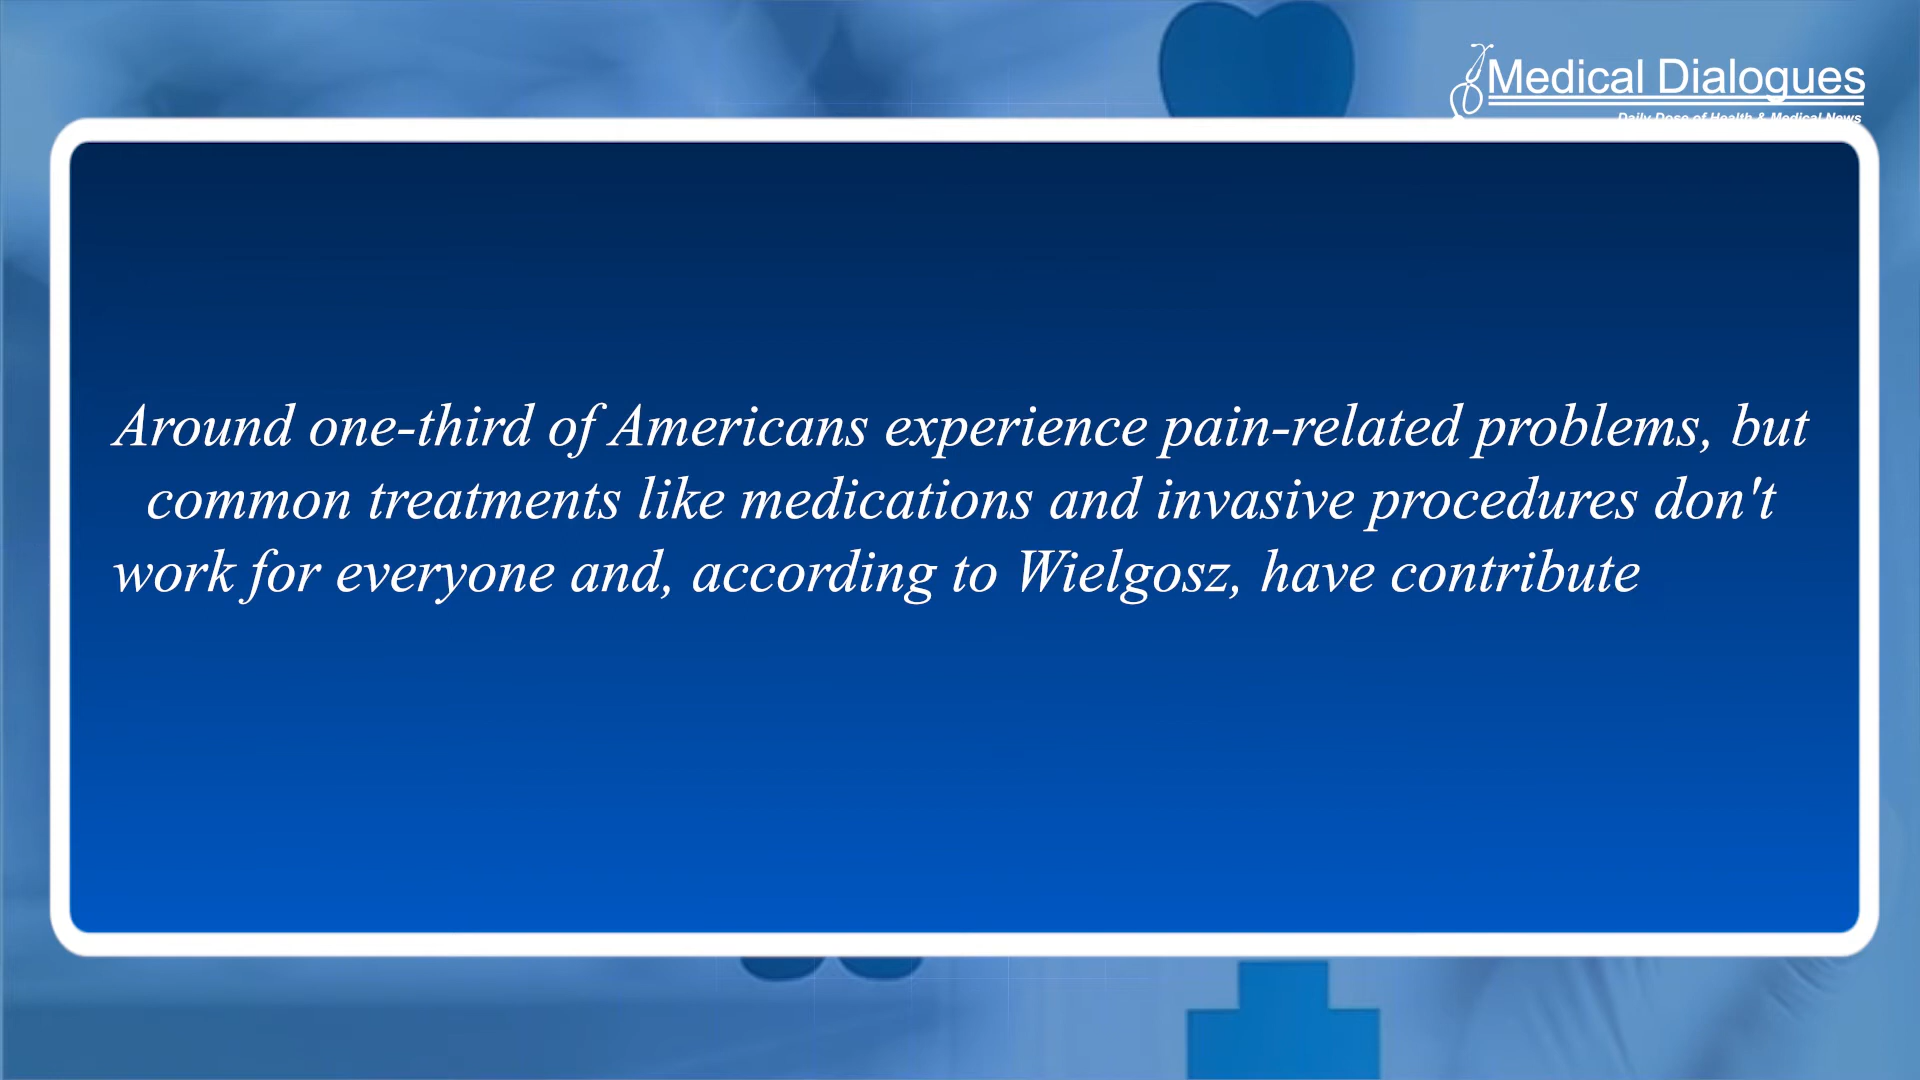 Medical Dialogues
Daily Dose of Health & Medical News
Around one-third of Americans experience pain-related problems, but
common treatments like medications and invasive procedures don't
work for everyone and, according to Wielgosz, have contribute